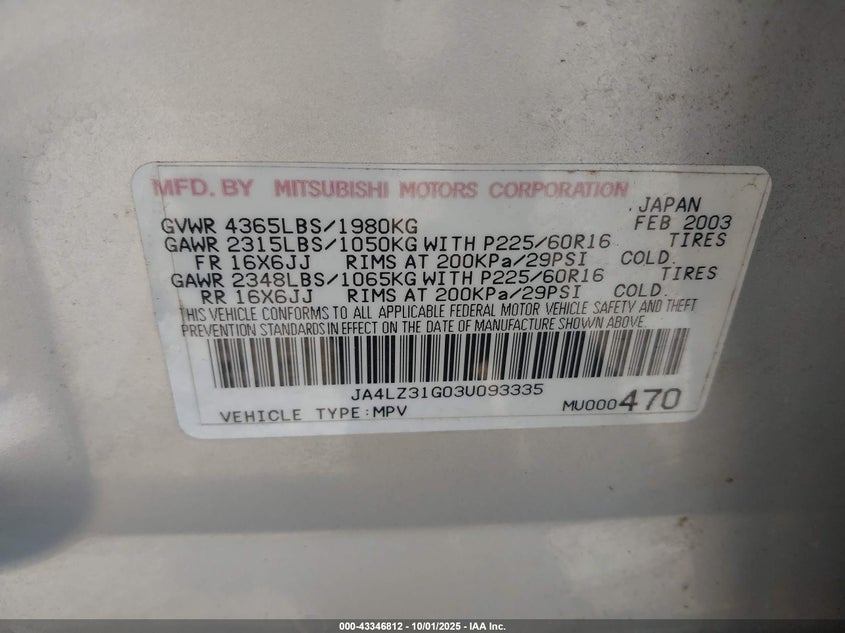 MFD. BY MITSUBISHI MOTORS CORPORATION
. JAPAN
GVWR 4365LBS/1980KG FEB 2003
GAWR 2315LBS/1050KG WITH P225/60R16 TIRES
FR 16X6JJ RIMS AT 200KPa/29PSI COLD.
GAWR 2348LBS/1065KG WITH P225/60R16 TIRES
RR 16X6JJ RIMS AT 200KPa/29PSI COLD.
THIS VEHICLE CONFORMS TO ALL APPLICABLE FEDERAL MOTOR VEHICLE SAFETY AND THEFT
PREVENTION STANDARDS IN EFFECT ON THE DATE OF MANUFACTURE SHOWN ABOVE.
JA4LZ31G03U093335
VEHICLE TYPE:MPV MU000470
000-43346812 - 10/01/2025 - IAA Inc.